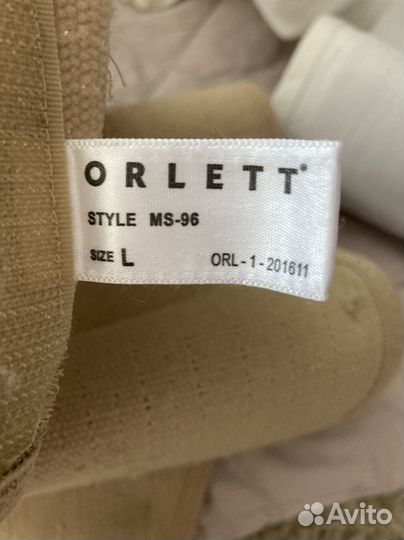 ORLETT®
STYLE MS-96
SIZE L ORL-1-201611
Avito